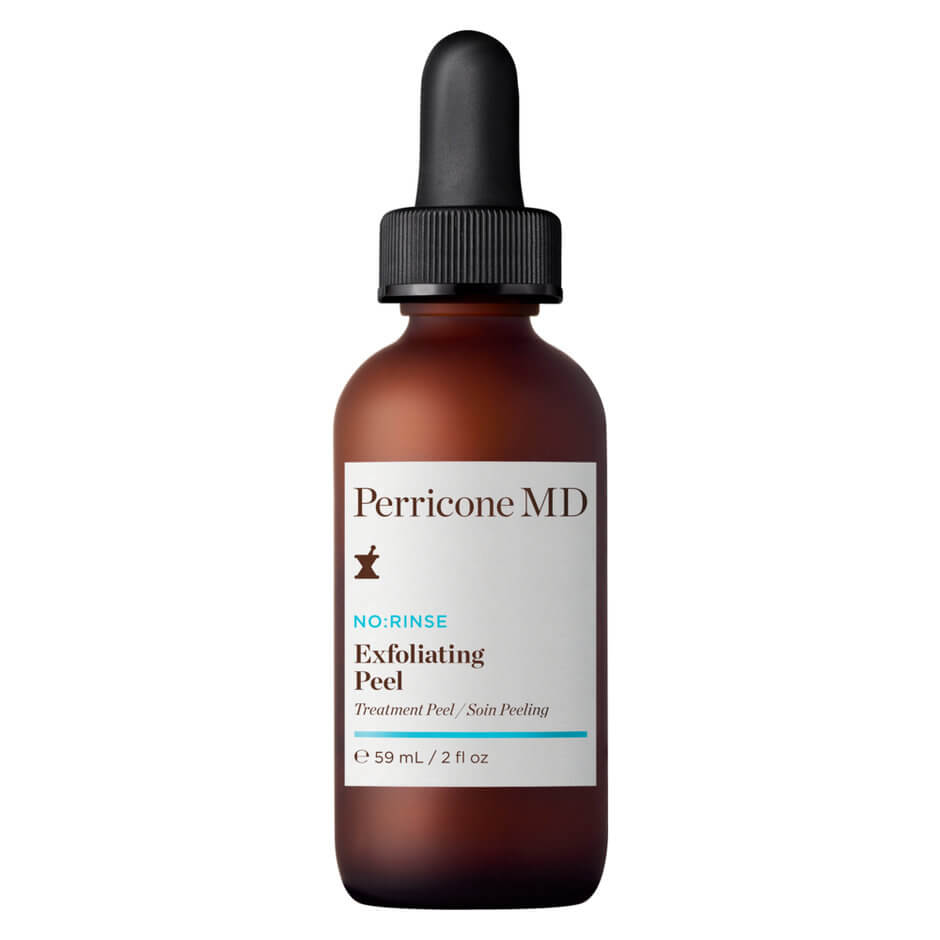 Perricone MD
NO:RINSE
Exfoliating
Peel
Treatment Peel / Soin Peeling
℮ 59 mL / 2 fl oz